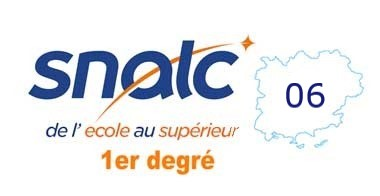 snalc
06
de l' ecole au supérieur
1er degré